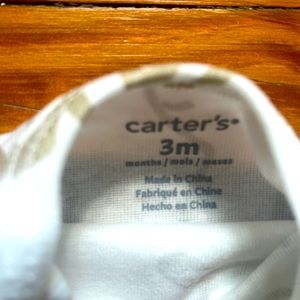 carter's®
3m
months / mois / meses
Made in China
Fabriqué en Chine
Hecho en China